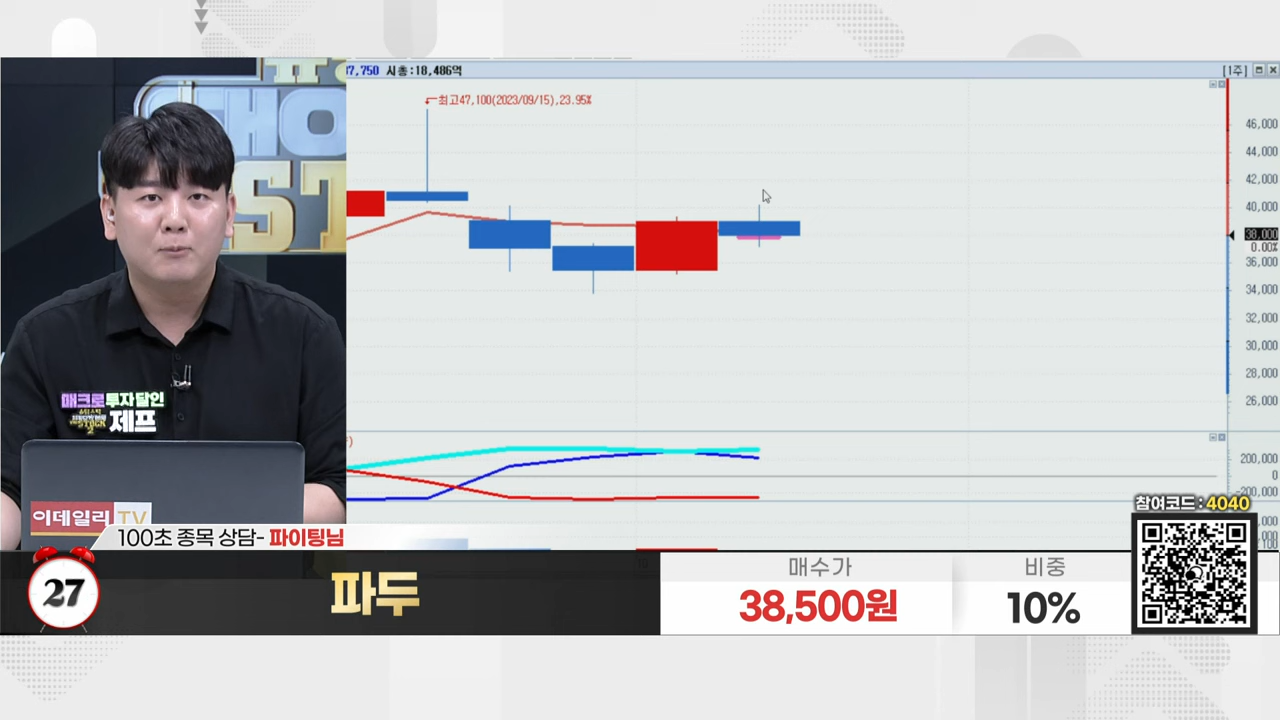 37,750 시총:18,486억
[1주]
최고47,100(2023/09/15),23.95%
46,000
44,000
42,000
40,000
38,000
0.00%
36,000
34,000
32,000
30,000
28,000
26,000
200,000
0
-200,000
매크로투자달인
제프
이데일리 TV
참여코드 : 4040
100초 종목 상담- 파이팅님
27
파두
매수가
38,500원
비중
10%